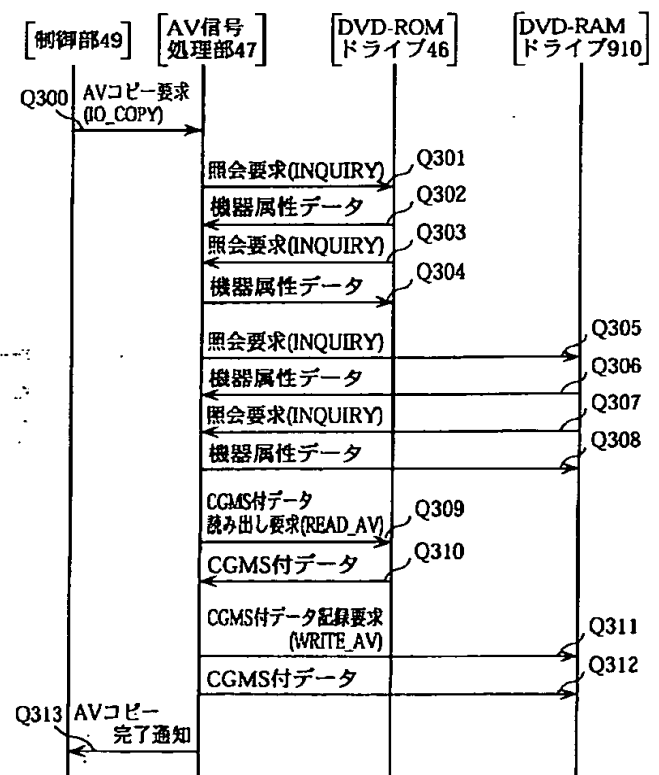 制御部49
AV信号
処理部47
DVD-ROM
ドライブ46
DVD-RAM
ドライブ910
Q300
AVコピー要求
(IO_COPY)
照会要求(INQUIRY)
Q301
機器属性データ
Q302
照会要求(INQUIRY)
Q303
機器属性データ
Q304
照会要求(INQUIRY)
Q305
機器属性データ
Q306
照会要求(INQUIRY)
Q307
機器属性データ
Q308
CGMS付データ
読み出し要求(READ_AV)
Q309
CGMS付データ
Q310
CGMS付データ記録要求
(WRITE_AV)
Q311
CGMS付データ
Q312
Q313
AVコピー
完了通知